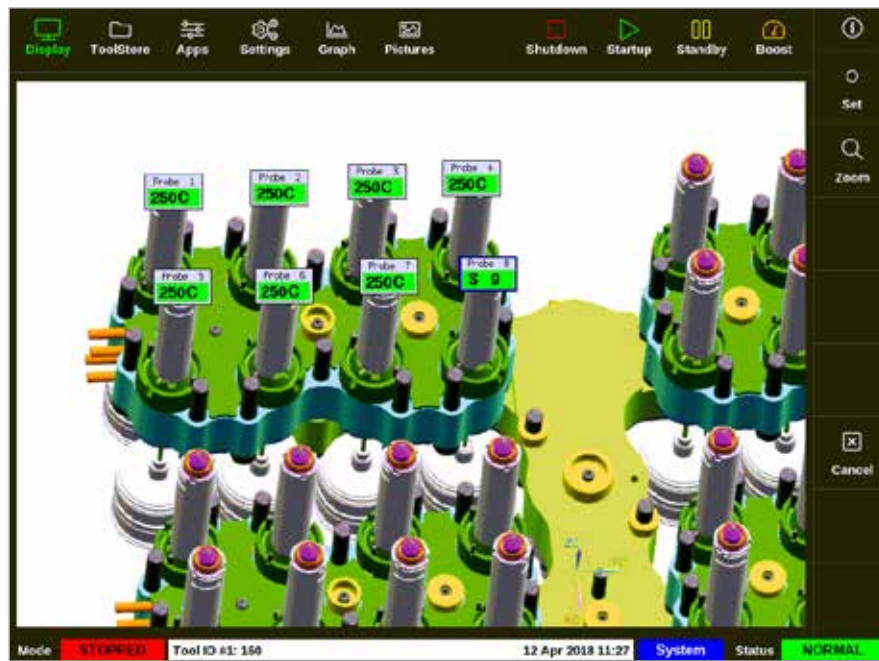 Display ToolStore Apps Settings Graph Pictures Shutdown Startup Standby Boost
Set
Zoom
Probe 1 Probe 2 Probe 3 Probe 4
250C 250C 250C 250C
Probe 5 Probe 6 Probe 7 Probe 8
250C 250C 250C S 9
Cancel
Mode STOPPED Tool ID #1: 150 12 Apr 2018 11:27 System Status NORMAL